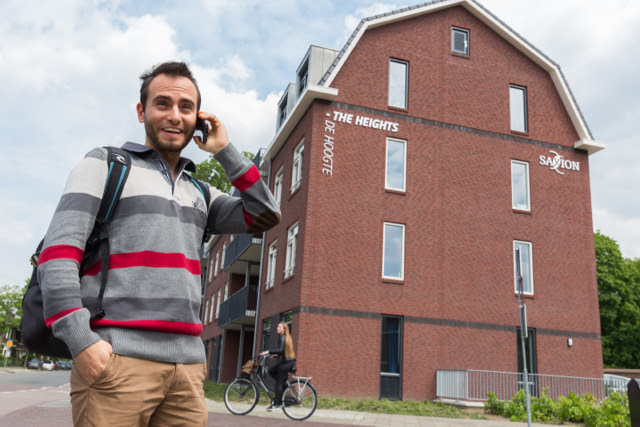 THE HEIGHTS
- DE HOOGTE
SAXION